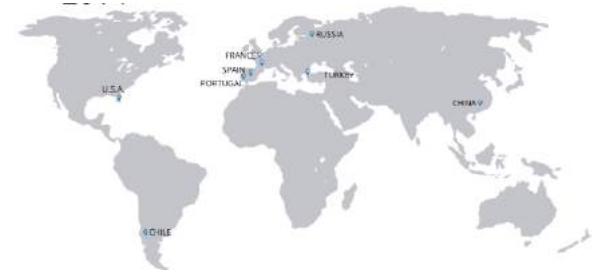 RUSSIA
FRANCE
SPAIN
PORTUGAL
TURKEY
U.S.A.
CHINA
CHILE